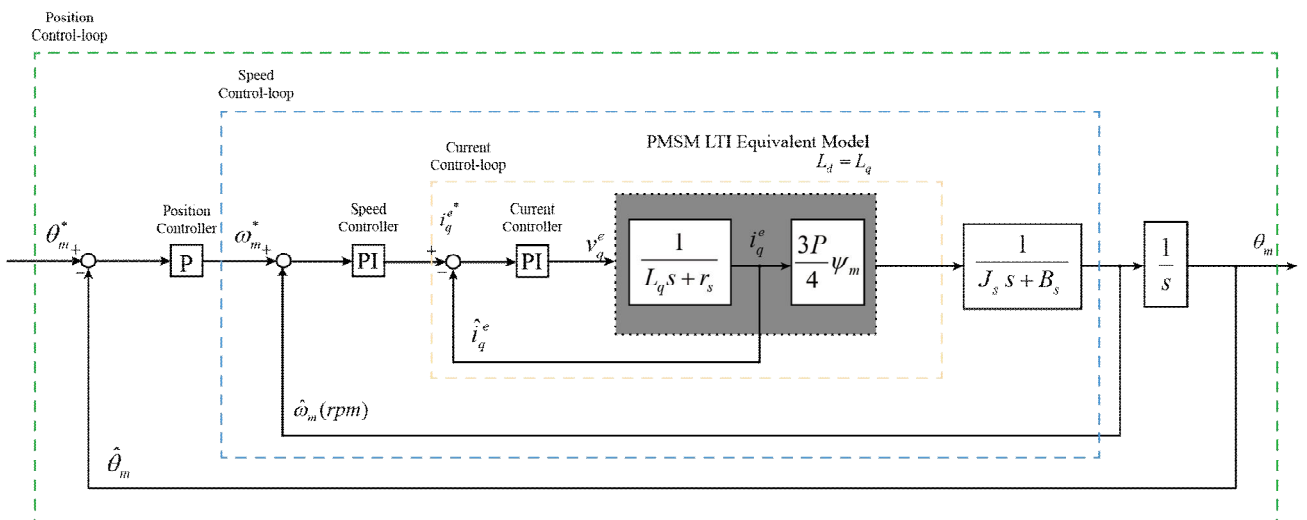 Position
Control-loop
Speed
Control-loop
Current
Control-loop
PMSM LTI Equivalent Model
L_d = L_q
θ*_m
+
−
Position
Controller
P
ω*_m
+
Speed
Controller
PI
i_q^{e*}
+
−
Current
Controller
PI
v_q^e
1
L_q s + r_s
i_q^e
3P
4
ψ_m
1
J_s s + B_s
1
s
θ_m
î_q^e
ω̂_m (rpm)
θ̂_m